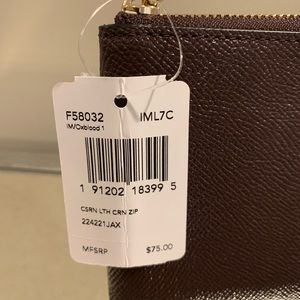 F58032 IML7C
IM/Oxblood 1
1 91202 18399 5
CSRN LTH CRN ZIP
224221JAX
MFSRP $75.00